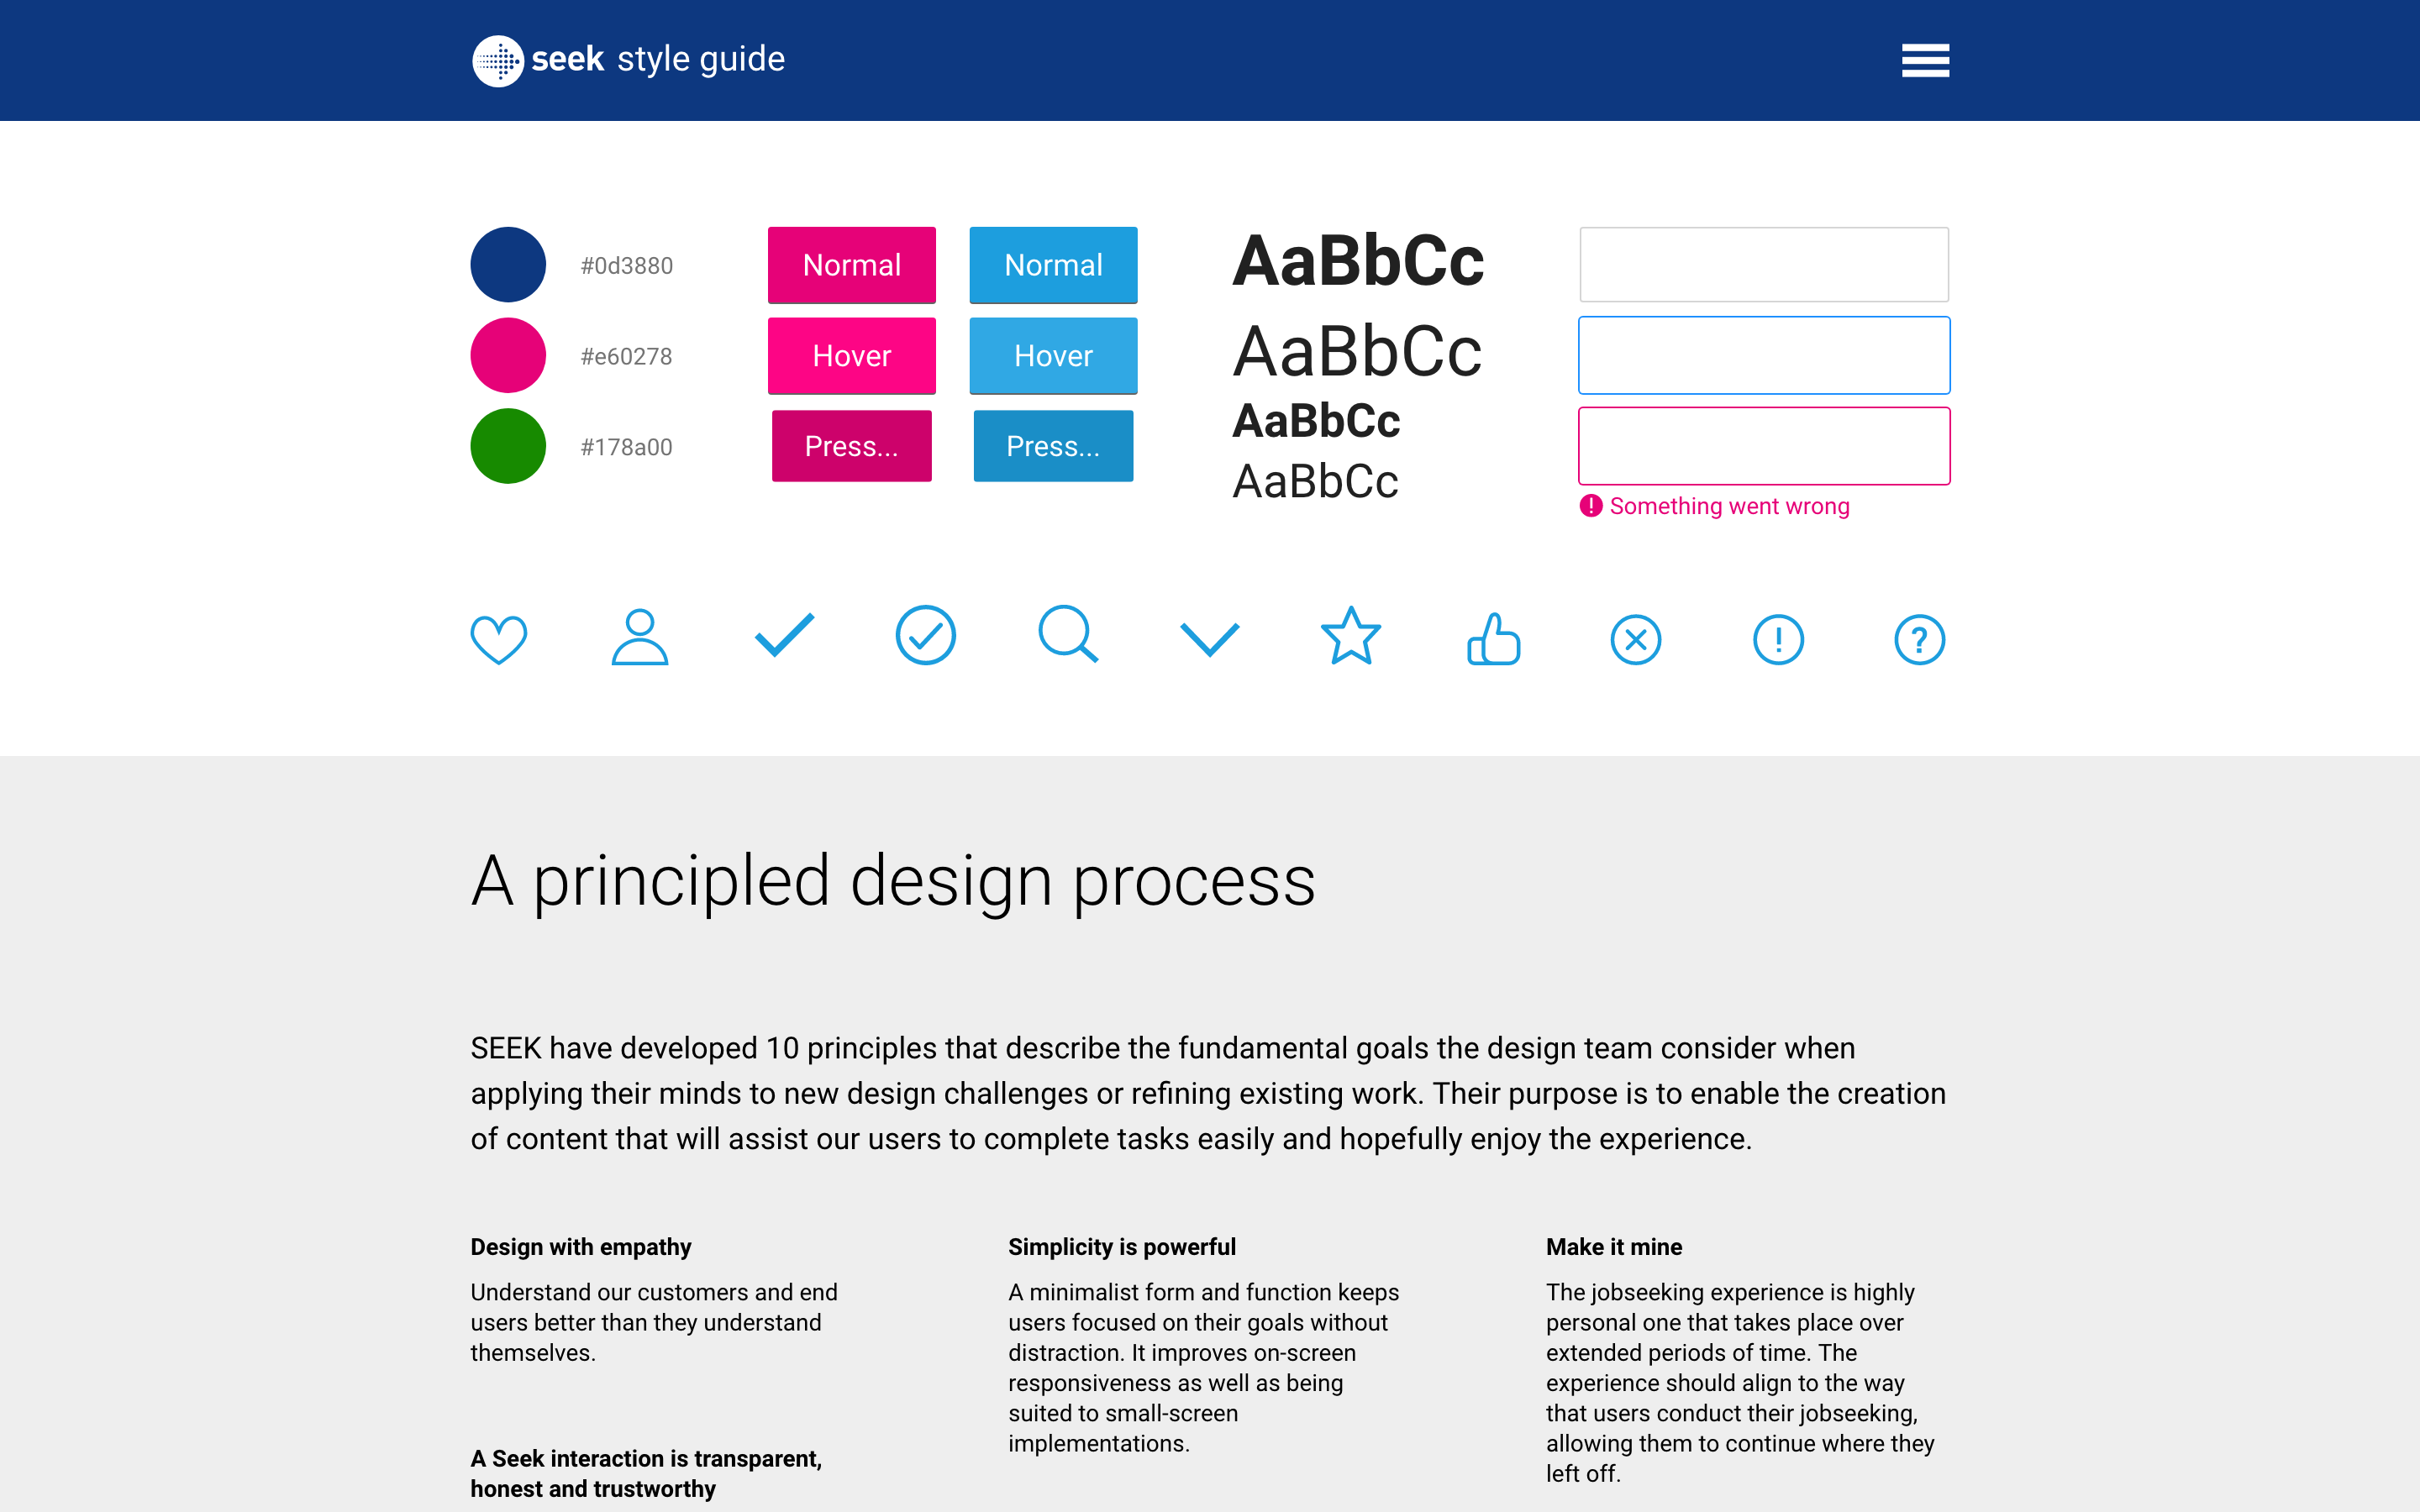 seek style guide
#0d3880
#e60278
#178a00
Normal
Hover
Press...
Normal
Hover
Press...
AaBbCc
AaBbCc
AaBbCc
AaBbCc
Something went wrong
A principled design process
SEEK have developed 10 principles that describe the fundamental goals the design team consider when
applying their minds to new design challenges or refining existing work. Their purpose is to enable the creation
of content that will assist our users to complete tasks easily and hopefully enjoy the experience.
Design with empathy
Understand our customers and end
users better than they understand
themselves.
A Seek interaction is transparent,
honest and trustworthy
Simplicity is powerful
A minimalist form and function keeps
users focused on their goals without
distraction. It improves on-screen
responsiveness as well as being
suited to small-screen
implementations.
Make it mine
The jobseeking experience is highly
personal one that takes place over
extended periods of time. The
experience should align to the way
that users conduct their jobseeking,
allowing them to continue where they
left off.